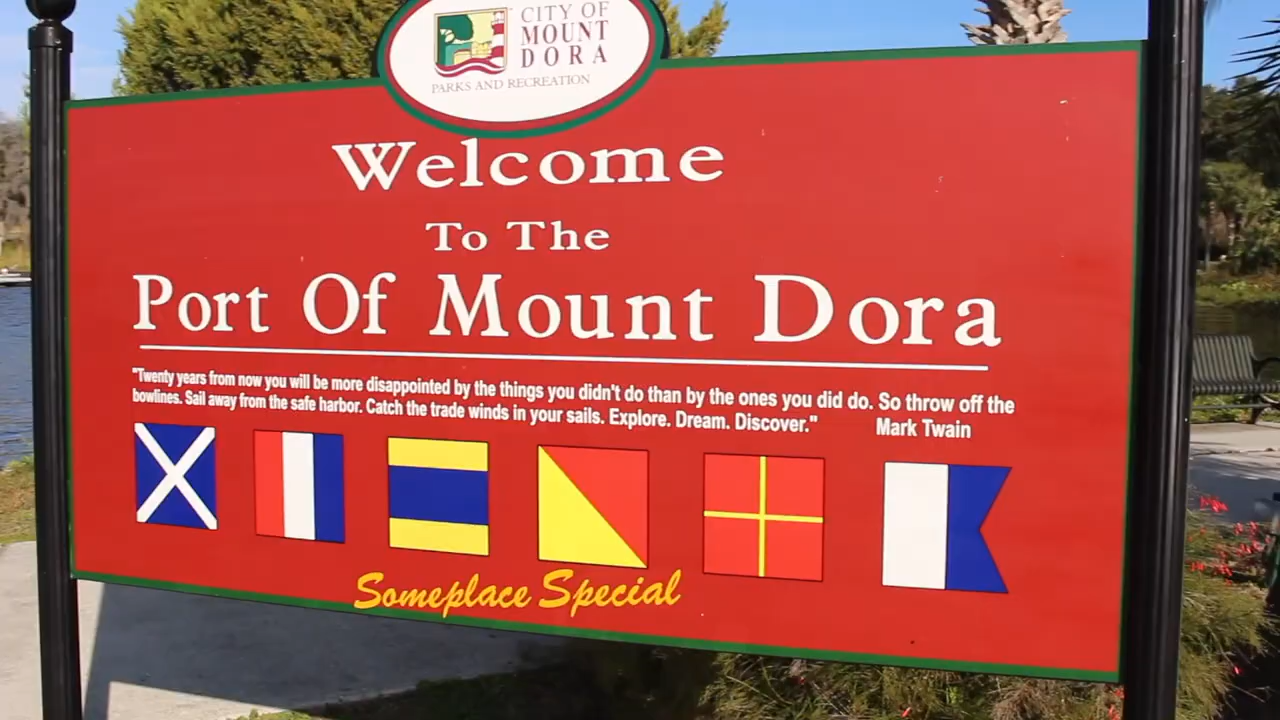 CITY OF
MOUNT
DORA
PARKS AND RECREATION
Welcome
To The
Port Of Mount Dora
"Twenty years from now you will be more disappointed by the things you didn't do than by the ones you did do. So throw off the
bowlines. Sail away from the safe harbor. Catch the trade winds in your sails. Explore. Dream. Discover." Mark Twain
Someplace Special